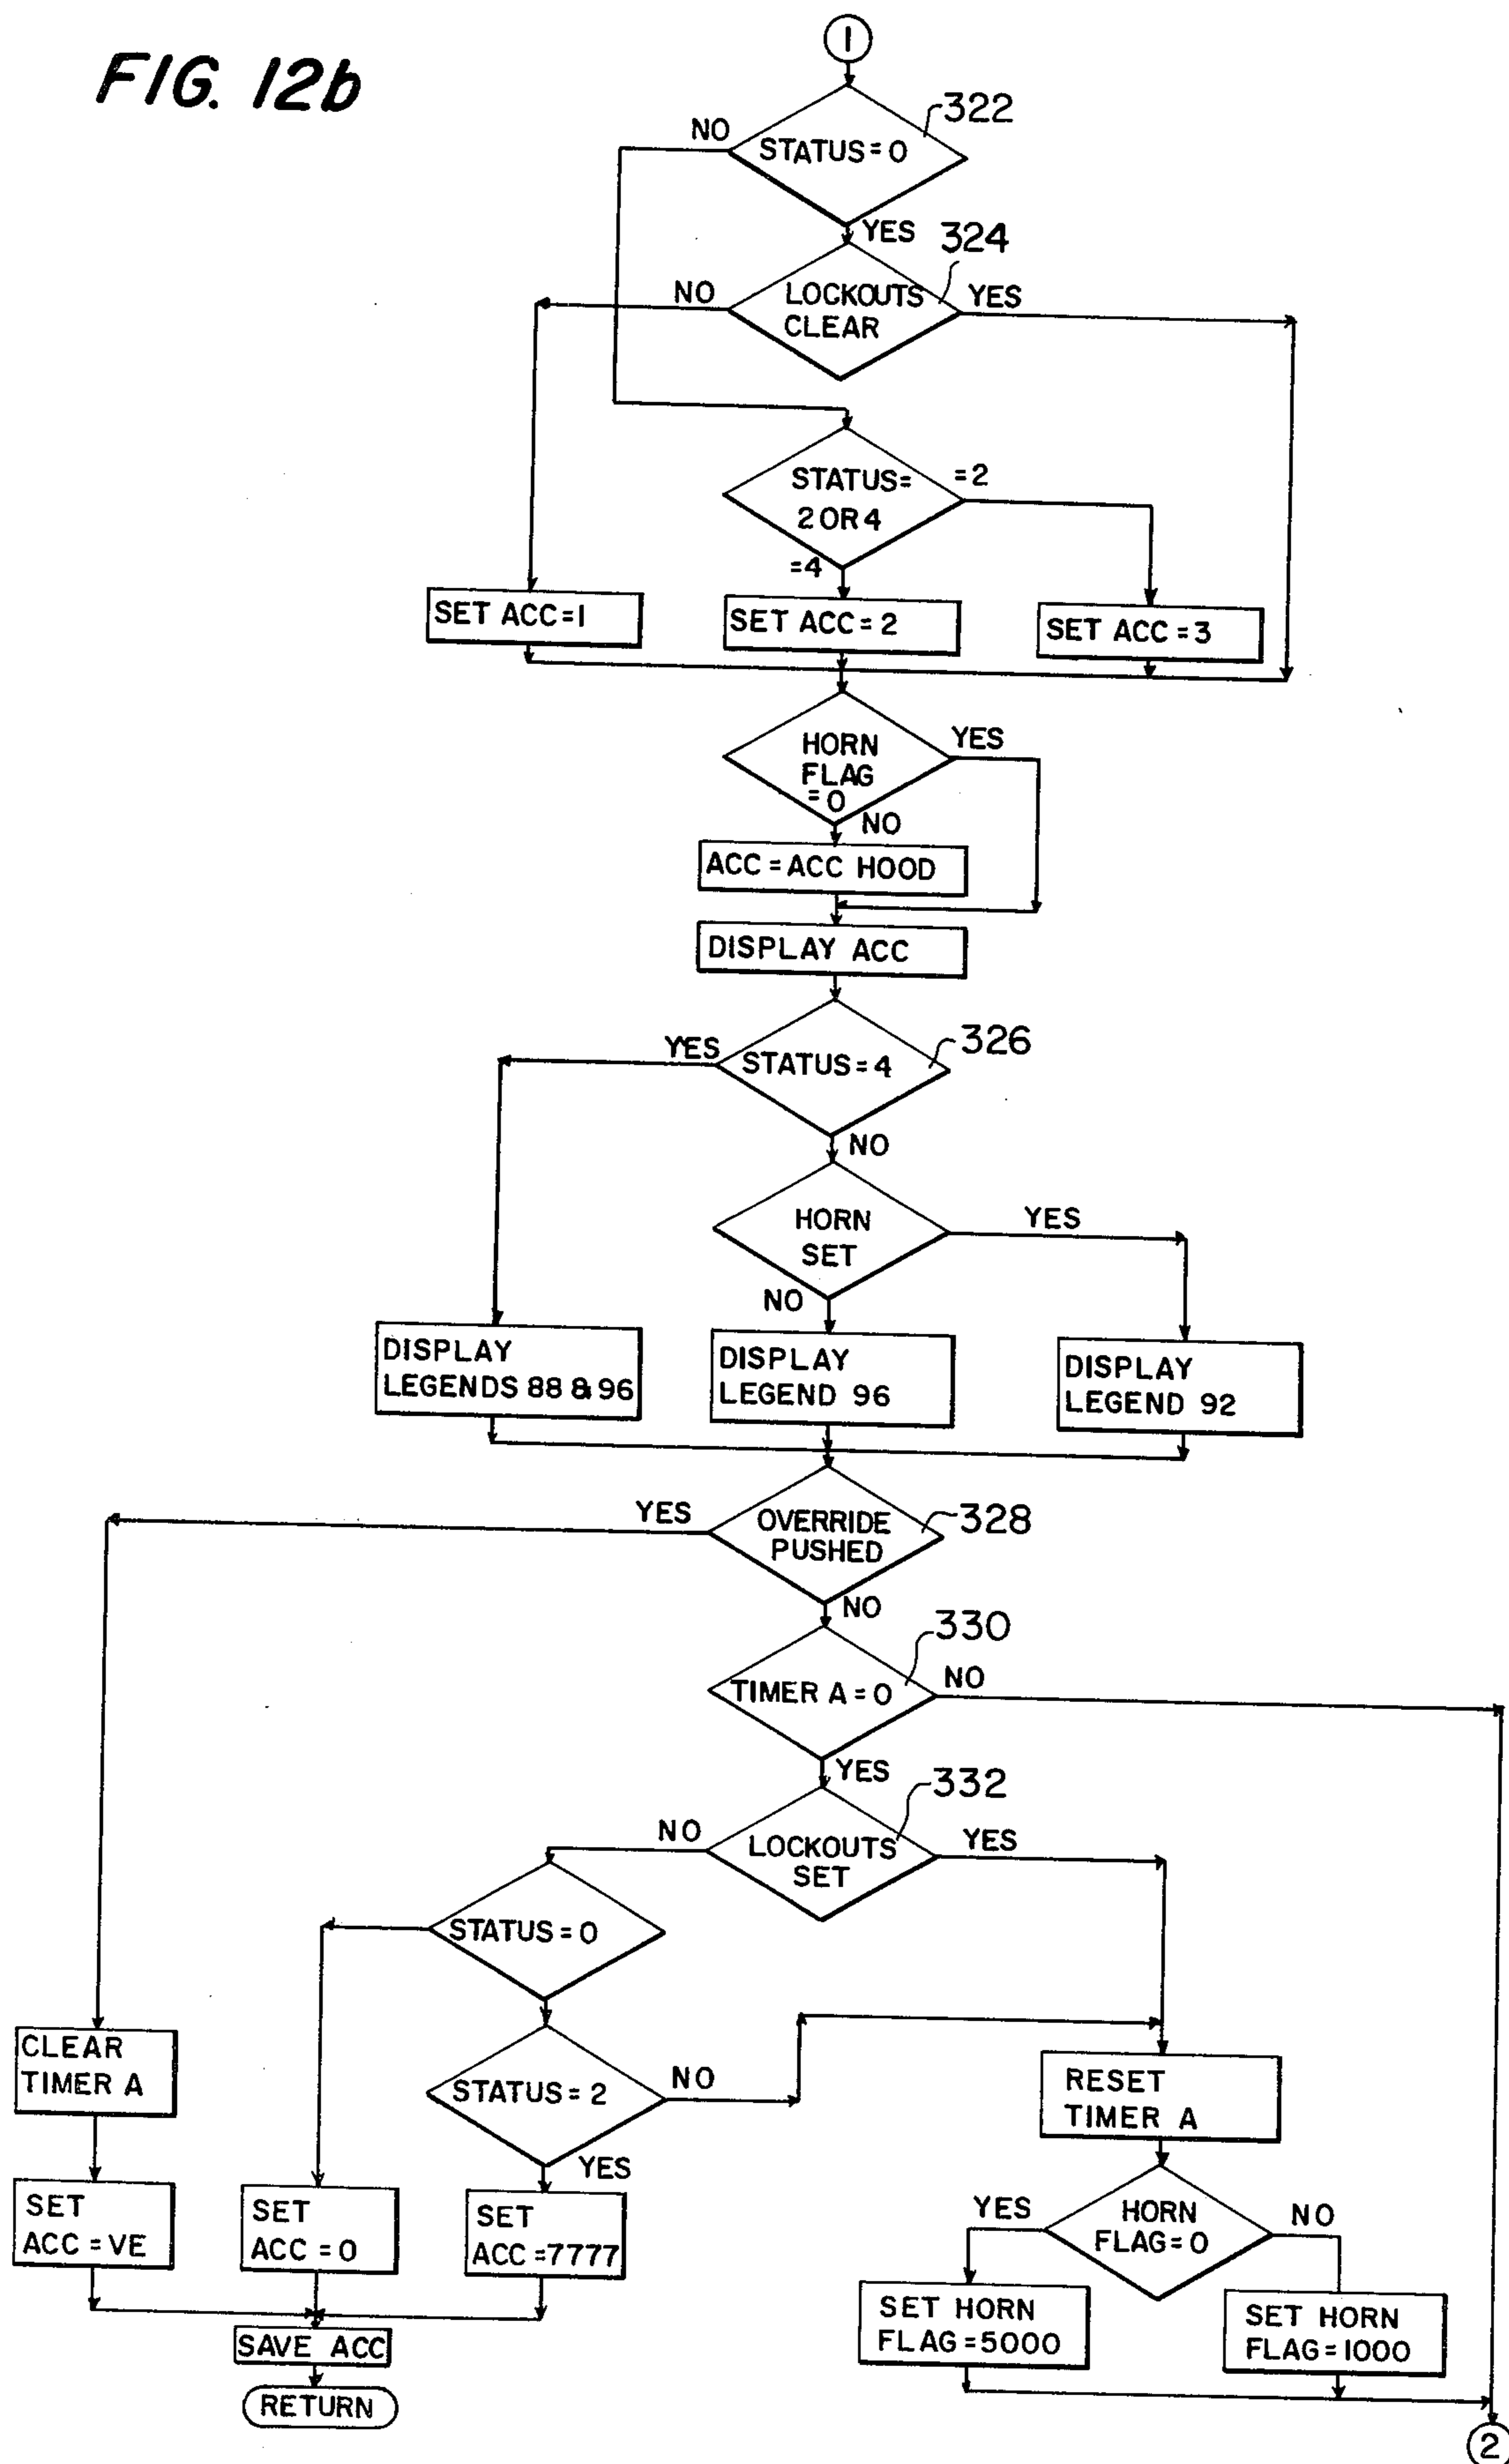 FIG. 12b
1
322
NO
STATUS=0
YES
324
NO
LOCKOUTS
CLEAR
YES
STATUS=
2 OR 4
=2
=4
SET ACC=1
SET ACC=2
SET ACC=3
HORN
FLAG
=0
YES
NO
ACC=ACC HOOD
DISPLAY ACC
YES
STATUS=4
326
NO
HORN
SET
YES
NO
DISPLAY
LEGENDS 88 & 96
DISPLAY
LEGEND 96
DISPLAY
LEGEND 92
YES
OVERRIDE
PUSHED
328
NO
330
TIMER A=0
NO
YES
332
NO
LOCKOUTS
SET
YES
STATUS=0
CLEAR
TIMER A
STATUS=2
NO
RESET
TIMER A
YES
SET
ACC=VE
SET
ACC=0
SET
ACC=7777
YES
HORN
FLAG=0
NO
SET HORN
FLAG=5000
SET HORN
FLAG=1000
SAVE ACC
RETURN
2